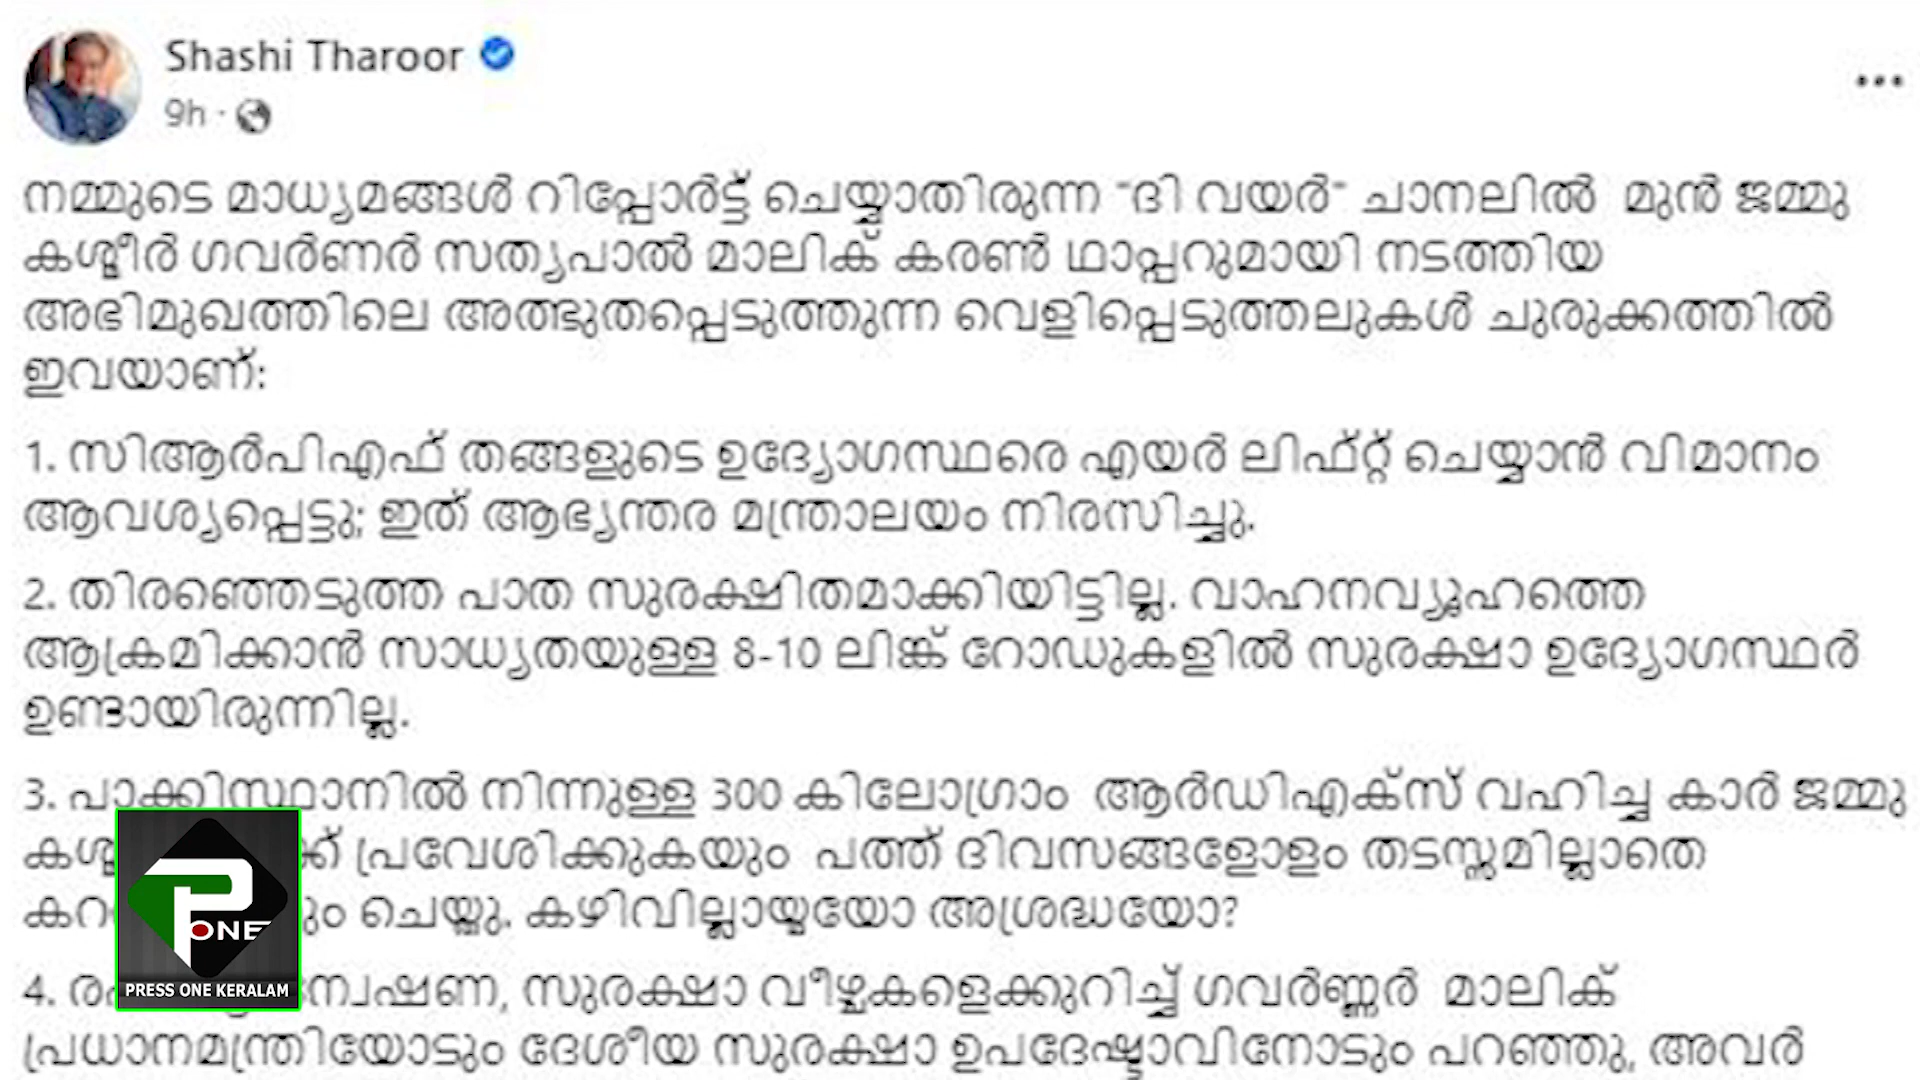 Shashi Tharoor
9h ·
നമ്മുടെ മാധ്യമങ്ങൾ റിപ്പോർട്ട് ചെയ്യാതിരുന്ന "ദി വയർ" ചാനലിൽ മുൻ ജമ്മു
കശ്മീർ ഗവർണർ സത്യപാൽ മാലിക് കരൺ ഥാപ്പറുമായി നടത്തിയ
അഭിമുഖത്തിലെ അത്ഭുതപ്പെടുത്തുന്ന വെളിപ്പെടുത്തലുകൾ ചുരുക്കത്തിൽ
ഇവയാണ്:
1. സിആർപിഎഫ് തങ്ങളുടെ ഉദ്യോഗസ്ഥരെ എയർ ലിഫ്റ്റ് ചെയ്യാൻ വിമാനം
ആവശ്യപ്പെട്ടു; ഇത് ആഭ്യന്തര മന്ത്രാലയം നിരസിച്ചു.
2. തിരഞ്ഞെടുത്ത പാത സുരക്ഷിതമാക്കിയിട്ടില്ല. വാഹനവ്യൂഹത്തെ
ആക്രമിക്കാൻ സാധ്യതയുള്ള 8-10 ലിങ്ക് റോഡുകളിൽ സുരക്ഷാ ഉദ്യോഗസ്ഥർ
ഉണ്ടായിരുന്നില്ല.
3. പാക്കിസ്ഥാനിൽ നിന്നുള്ള 300 കിലോഗ്രാം ആർഡിഎക്സ് വഹിച്ച കാർ ജമ്മു
പ്രവേശിക്കുകയും പത്ത് ദിവസങ്ങളോളം തടസ്സമില്ലാതെ
ചെയ്തു. കഴിവില്ലായ്മയോ അശ്രദ്ധയോ?
4. സുരക്ഷാ വീഴ്ചകളെക്കുറിച്ച് ഗവർണ്ണർ മാലിക്
പ്രധാനമന്ത്രിയോടും ദേശീയ സുരക്ഷാ ഉപദേഷ്ടാവിനോടും പറഞ്ഞു, അവർ
P ONE
PRESS ONE KERALAM